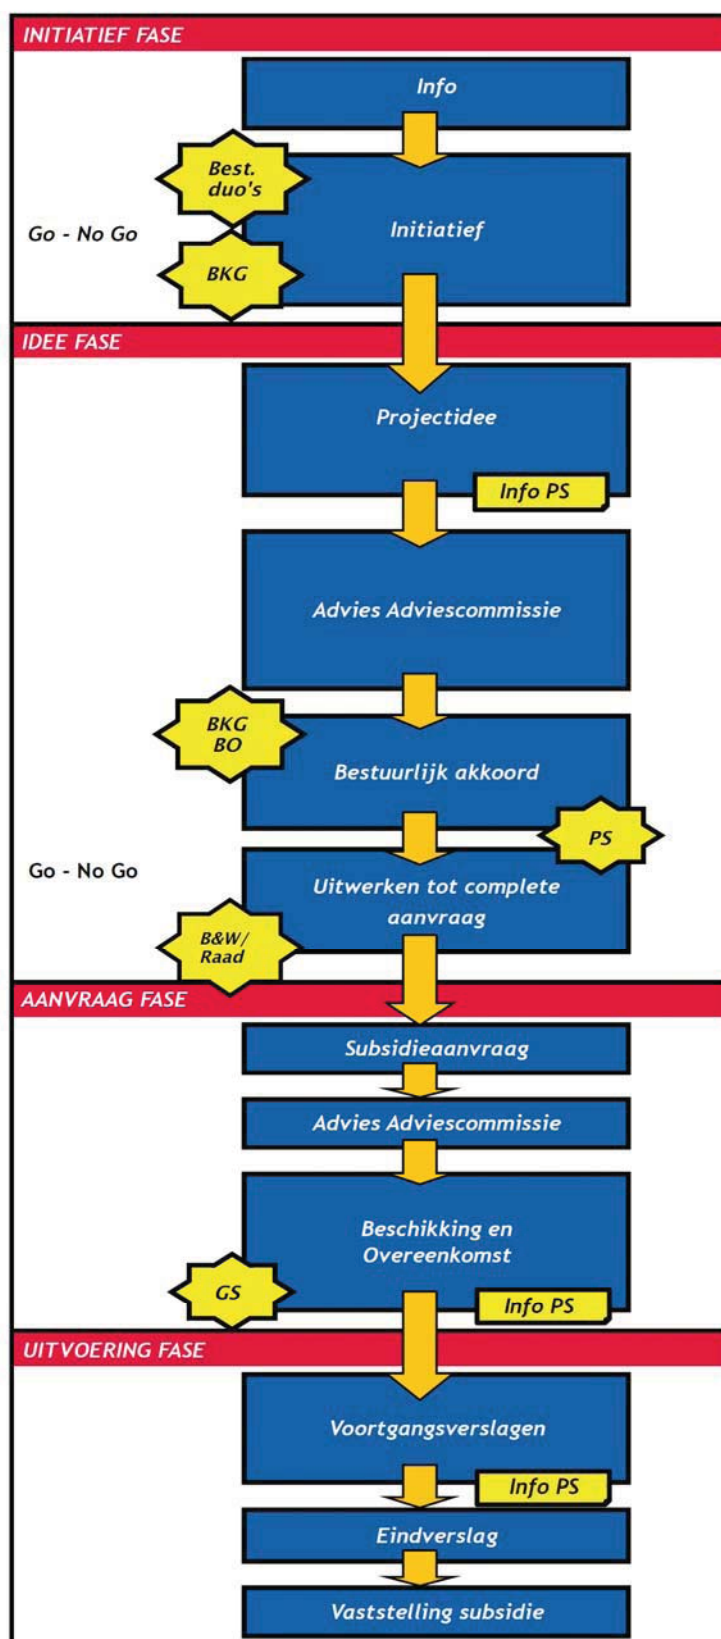 INITIATIEF FASE
Info
Best.
duo's
Go - No Go
Initiatief
BKG
IDEE FASE
Projectidee
Info PS
Advies Adviescommissie
BKG
BO
Bestuurlijk akkoord
PS
Go - No Go
Uitwerken tot complete
aanvraag
B&W/
Raad
AANVRAAG FASE
Subsidieaanvraag
Advies Adviescommissie
Beschikking en
Overeenkomst
GS
Info PS
UITVOERING FASE
Voortgangsverslagen
Info PS
Eindverslag
Vaststelling subsidie